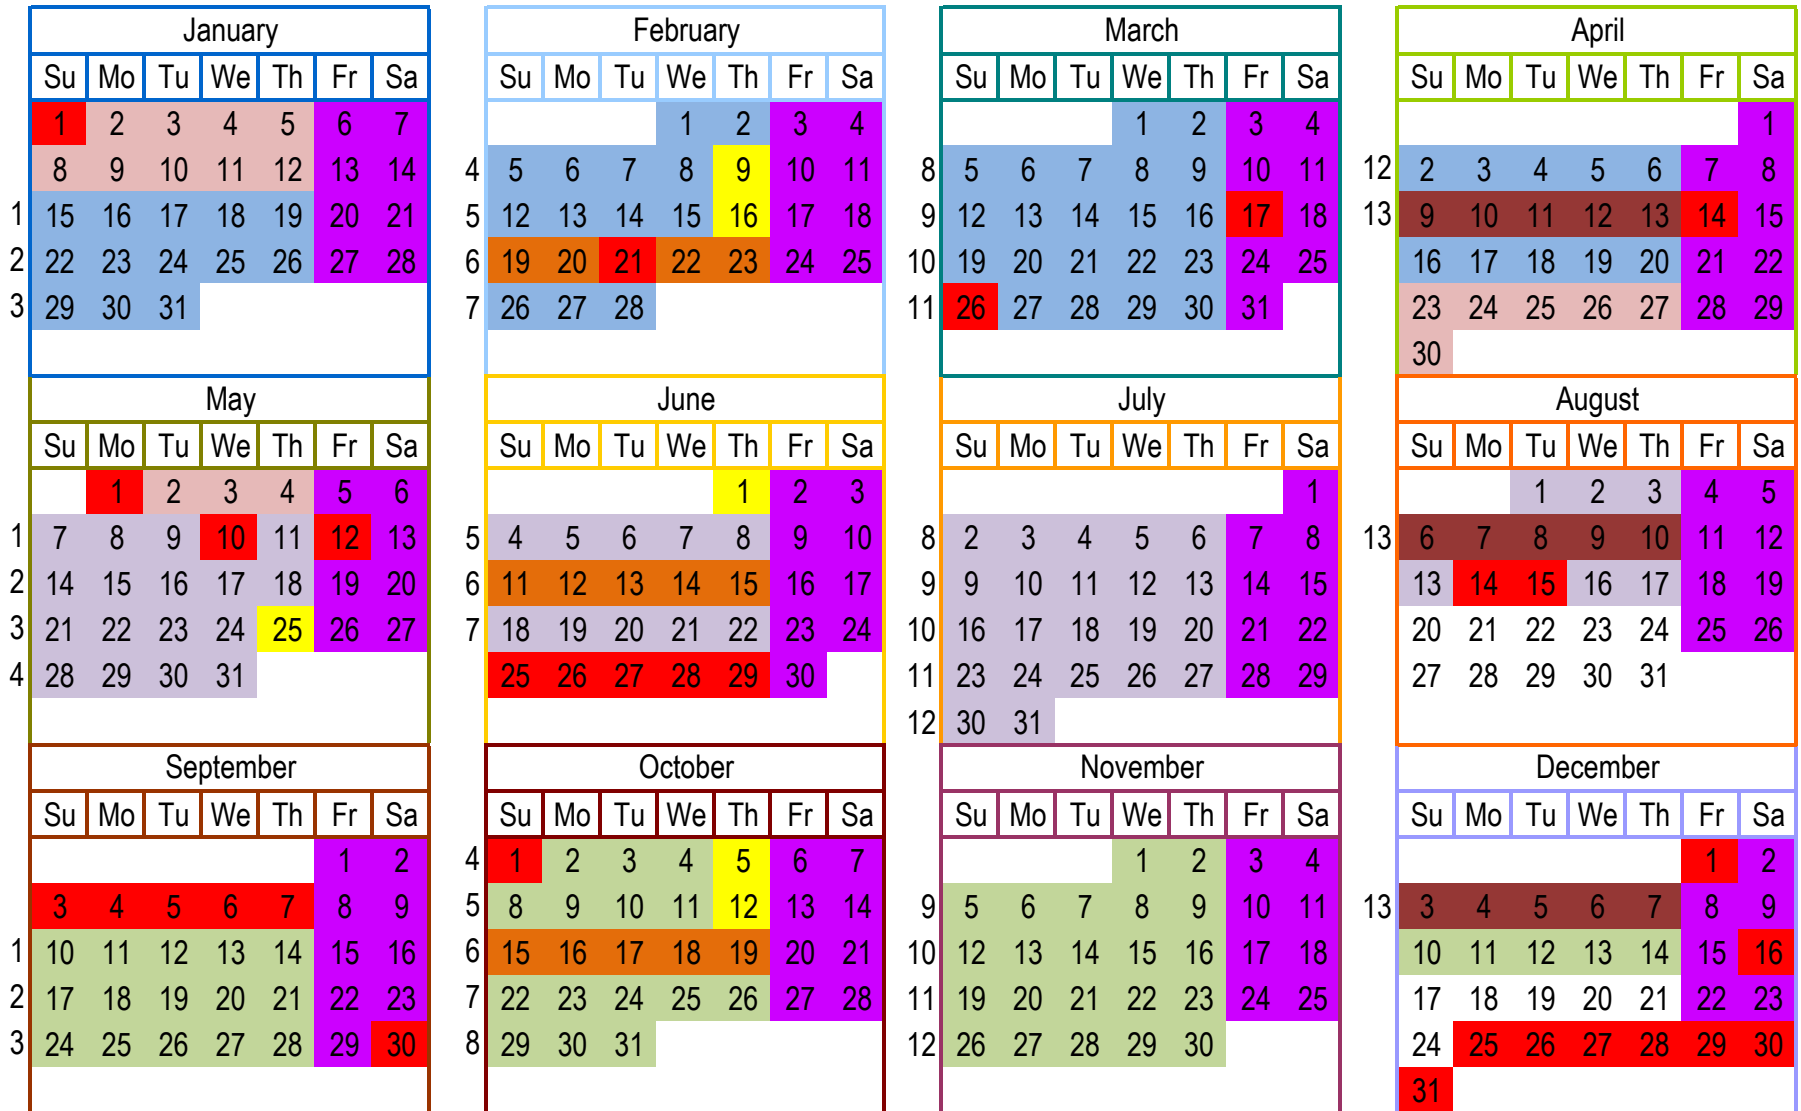 January February March April
Su Mo Tu We Th Fr Sa Su Mo Tu We Th Fr Sa Su Mo Tu We Th Fr Sa Su Mo Tu We Th Fr Sa
1 2 3 4 5 6 7 1 2 3 4 1 2 3 4 1
8 9 10 11 12 13 14 4 5 6 7 8 9 10 11 8 5 6 7 8 9 10 11 12 2 3 4 5 6 7 8
1 15 16 17 18 19 20 21 5 12 13 14 15 16 17 18 9 12 13 14 15 16 17 18 13 9 10 11 12 13 14 15
2 22 23 24 25 26 27 28 6 19 20 21 22 23 24 25 10 19 20 21 22 23 24 25 16 17 18 19 20 21 22
3 29 30 31 7 26 27 28 11 26 27 28 29 30 31 23 24 25 26 27 28 29
30
May June July August
Su Mo Tu We Th Fr Sa Su Mo Tu We Th Fr Sa Su Mo Tu We Th Fr Sa Su Mo Tu We Th Fr Sa
1 2 3 4 5 6 1 2 3 1 1 2 3 4 5
1 7 8 9 10 11 12 13 5 4 5 6 7 8 9 10 8 2 3 4 5 6 7 8 13 6 7 8 9 10 11 12
2 14 15 16 17 18 19 20 6 11 12 13 14 15 16 17 9 9 10 11 12 13 14 15 13 14 15 16 17 18 19
3 21 22 23 24 25 26 27 7 18 19 20 21 22 23 24 10 16 17 18 19 20 21 22 20 21 22 23 24 25 26
4 28 29 30 31 25 26 27 28 29 30 11 23 24 25 26 27 28 29 27 28 29 30 31
12 30 31
September October November December
Su Mo Tu We Th Fr Sa Su Mo Tu We Th Fr Sa Su Mo Tu We Th Fr Sa Su Mo Tu We Th Fr Sa
1 2 4 1 2 3 4 5 6 7 1 2 3 4 1 2
3 4 5 6 7 8 9 5 8 9 10 11 12 13 14 9 5 6 7 8 9 10 11 13 3 4 5 6 7 8 9
1 10 11 12 13 14 15 16 6 15 16 17 18 19 20 21 10 12 13 14 15 16 17 18 10 11 12 13 14 15 16
2 17 18 19 20 21 22 23 7 22 23 24 25 26 27 28 11 19 20 21 22 23 24 25 17 18 19 20 21 22 23
3 24 25 26 27 28 29 30 8 29 30 31 12 26 27 28 29 30 24 25 26 27 28 29 30
31